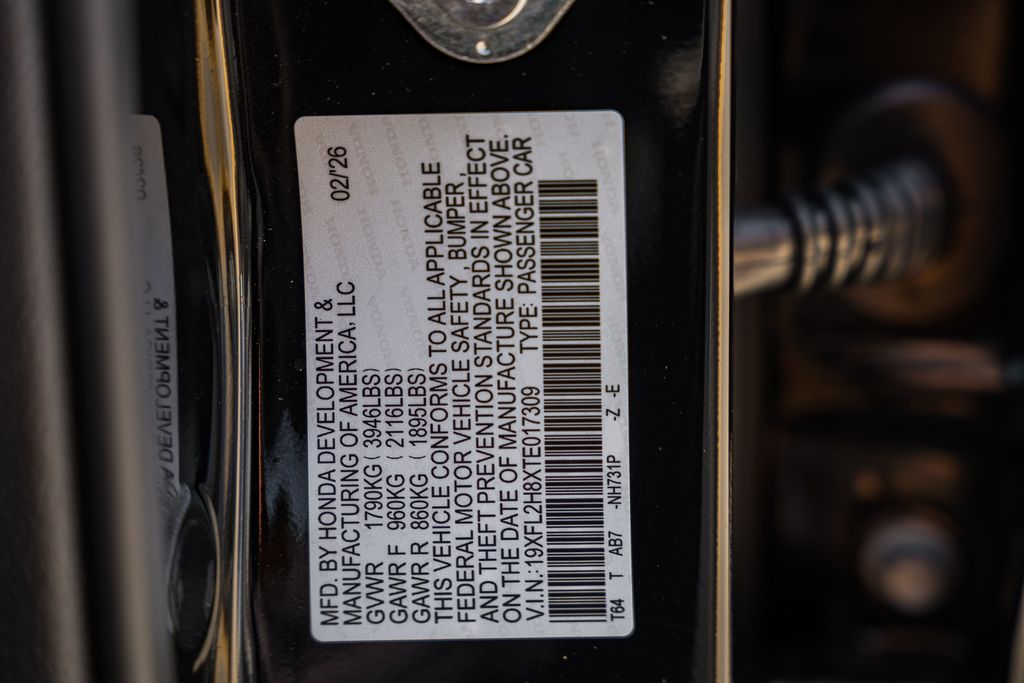 MFD. BY HONDA DEVELOPMENT & 02/'26
MANUFACTURING OF AMERICA, LLC
GVWR 1790KG ( 3946LBS)
GAWR F 960KG ( 2116LBS)
GAWR R 860KG ( 1895LBS)
THIS VEHICLE CONFORMS TO ALL APPLICABLE
FEDERAL MOTOR VEHICLE SAFETY, BUMPER,
AND THEFT PREVENTION STANDARDS IN EFFECT
ON THE DATE OF MANUFACTURE SHOWN ABOVE.
V.I.N.:19XFL2H8XTE017309 TYPE: PASSENGER CAR
T64 T AB7 -NH731P -Z -E